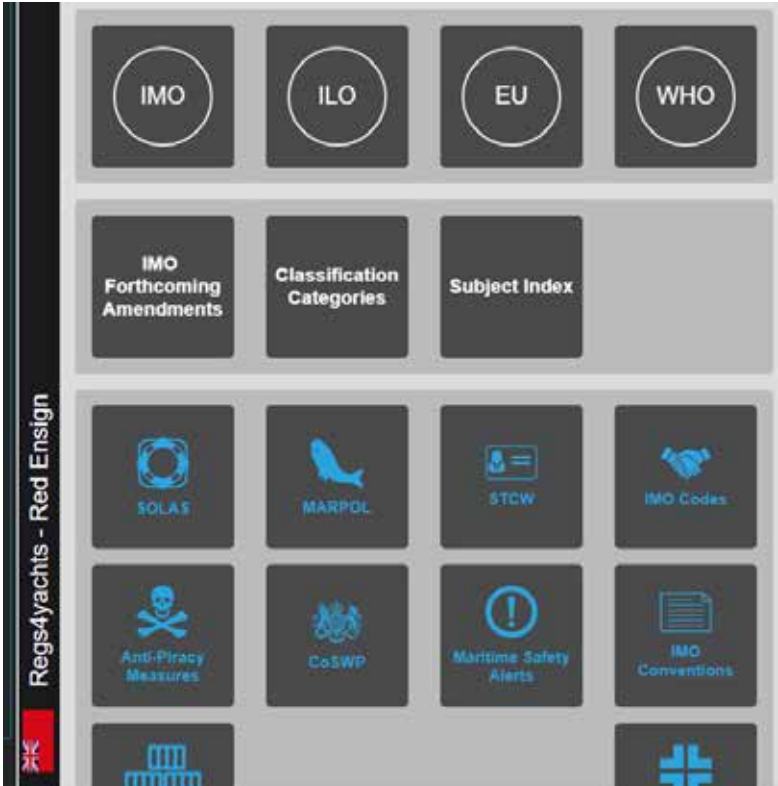 IMO
ILO
EU
WHO
IMO
Forthcoming
Amendments
Classification
Categories
Subject Index
Regs4yachts - Red Ensign
SOLAS
MARPOL
STCW
IMO Codes
Anti-Piracy
Measures
CoSWP
Maritime Safety
Alerts
IMO
Conventions